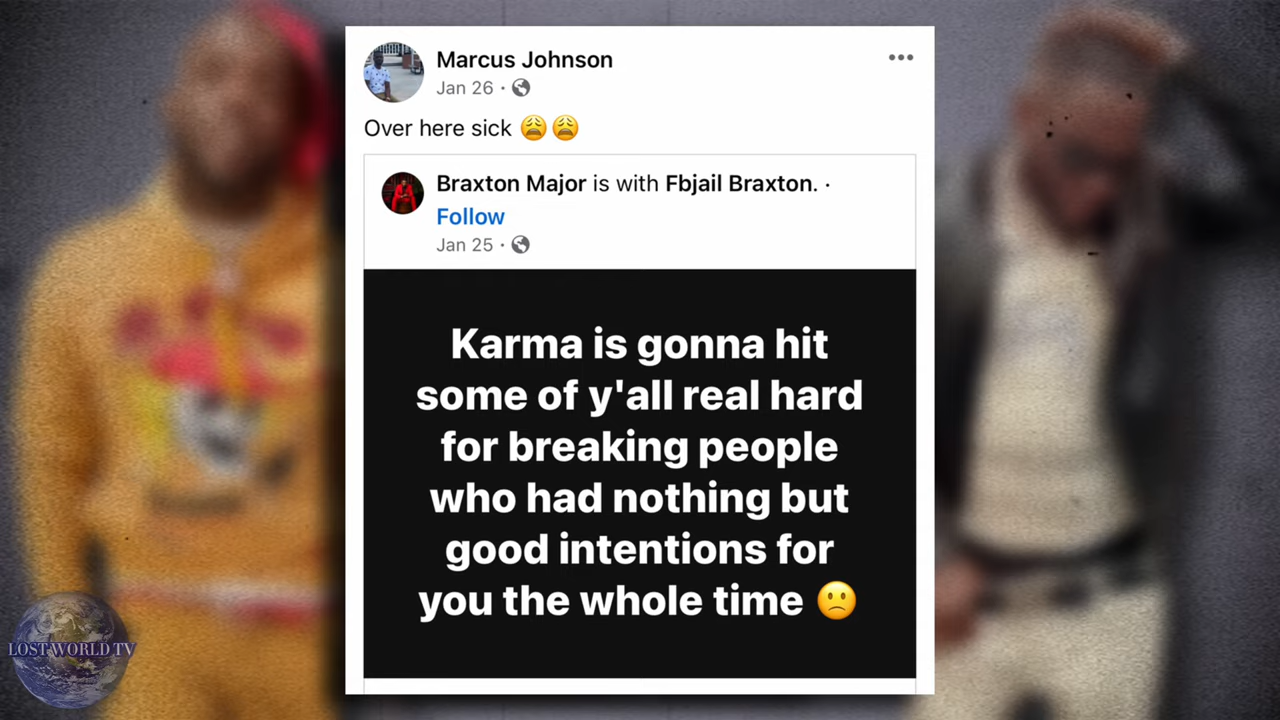 Marcus Johnson
Jan 26 ·
Over here sick 😩😩
Braxton Major is with Fbjail Braxton. ·
Follow
Jan 25 ·
Karma is gonna hit
some of y'all real hard
for breaking people
who had nothing but
good intentions for
you the whole time 🙁
LOST WORLD TV